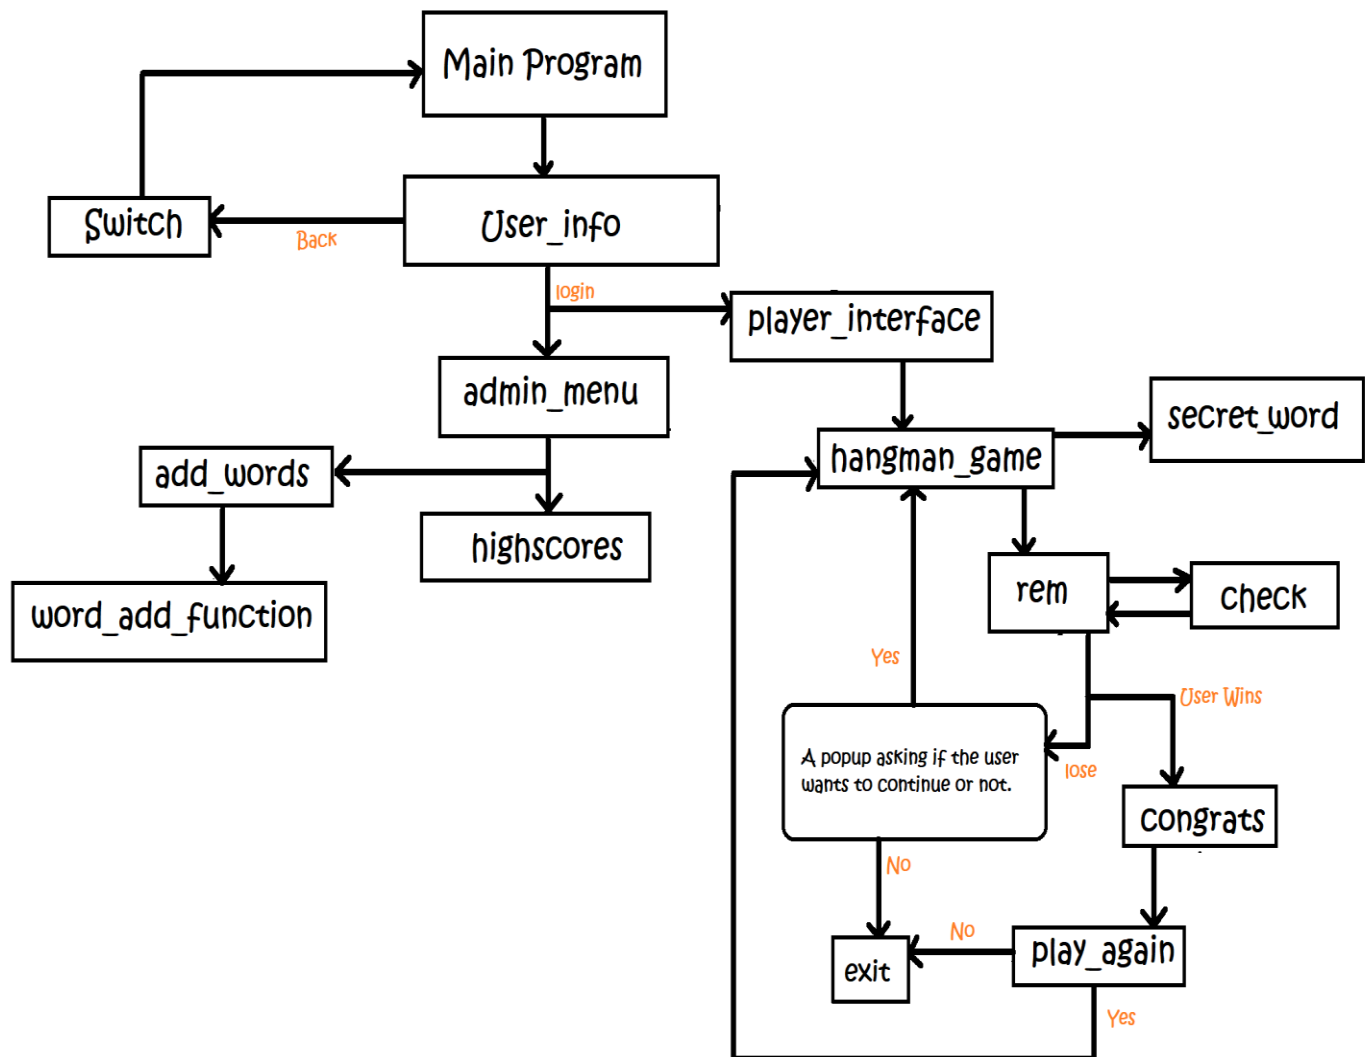 Main Program
Switch
Back
User_info
login
player_interface
admin_menu
secret_word
add_words
hangman_game
highscores
rem
check
word_add_function
Yes
User Wins
A popup asking if the user
wants to continue or not.
lose
congrats
No
No
play_again
exit
Yes